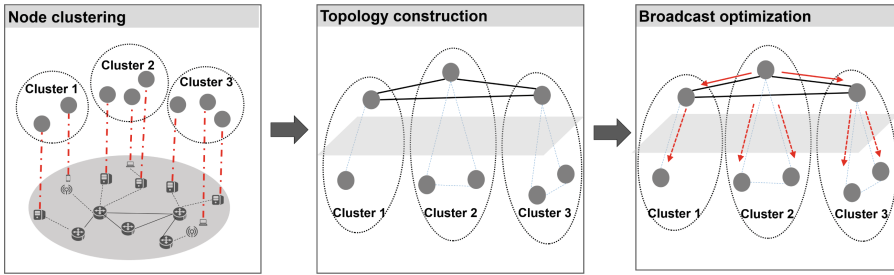 Node clustering
Cluster 1
Cluster 2
Cluster 3
Topology construction
Cluster 1
Cluster 2
Cluster 3
Broadcast optimization
Cluster 1
Cluster 2
Cluster 3